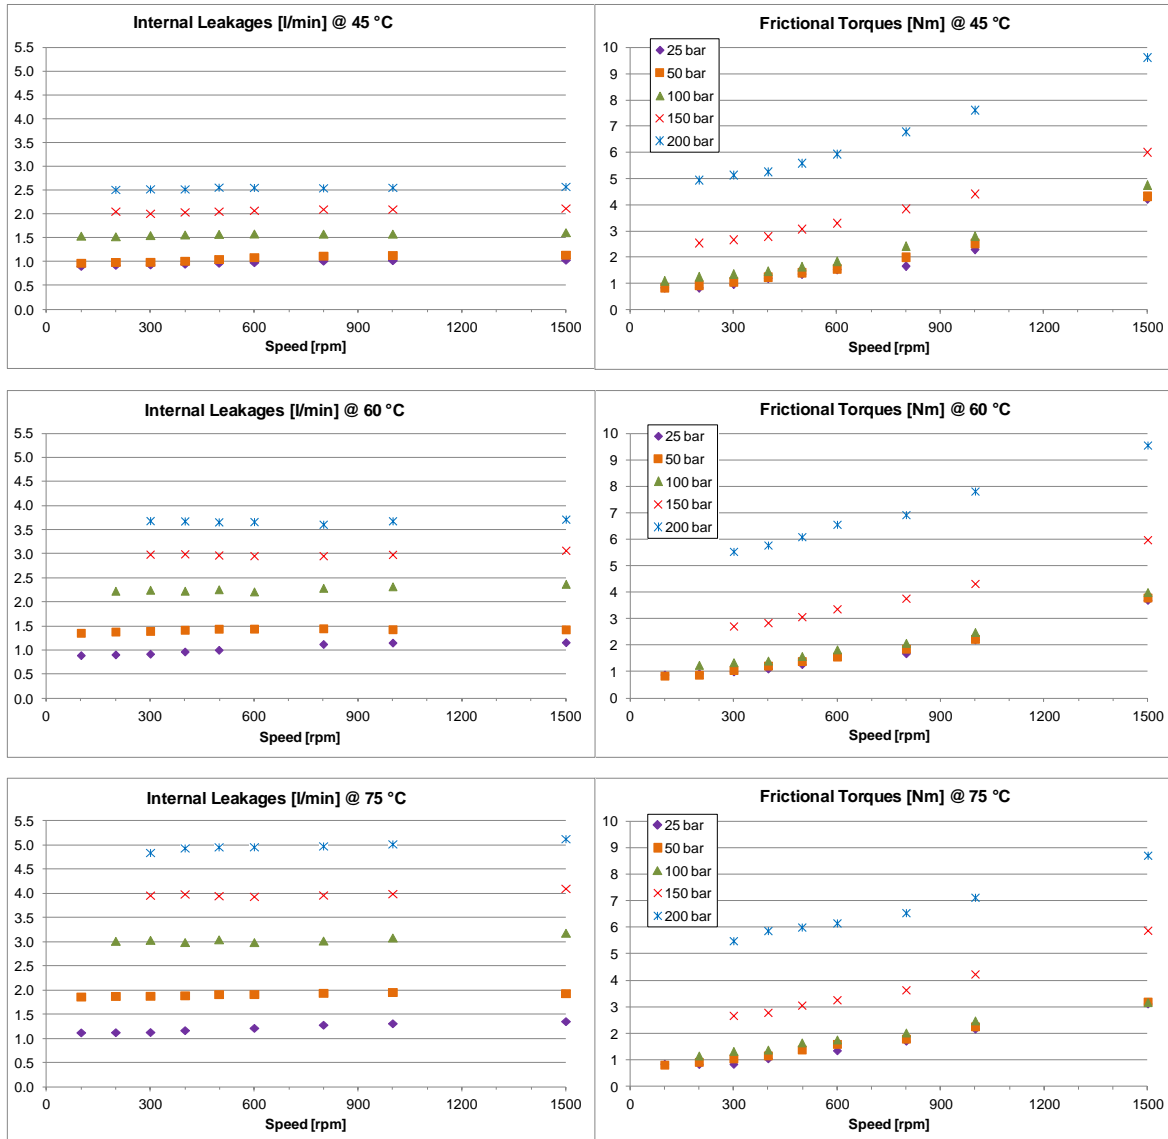 Internal Leakages [l/min] @ 45 °C
5.5
5.0
4.5
4.0
3.5
3.0
2.5
2.0
1.5
1.0
0.5
0.0
0 300 600 900 1200 1500
Speed [rpm]
Frictional Torques [Nm] @ 45 °C
10
9
8
7
6
5
4
3
2
1
0
25 bar
50 bar
100 bar
150 bar
200 bar
0 300 600 900 1200 1500
Speed [rpm]
Internal Leakages [l/min] @ 60 °C
5.5
5.0
4.5
4.0
3.5
3.0
2.5
2.0
1.5
1.0
0.5
0.0
0 300 600 900 1200 1500
Speed [rpm]
Frictional Torques [Nm] @ 60 °C
10
9
8
7
6
5
4
3
2
1
0
25 bar
50 bar
100 bar
150 bar
200 bar
0 300 600 900 1200 1500
Speed [rpm]
Internal Leakages [l/min] @ 75 °C
5.5
5.0
4.5
4.0
3.5
3.0
2.5
2.0
1.5
1.0
0.5
0.0
0 300 600 900 1200 1500
Speed [rpm]
Frictional Torques [Nm] @ 75 °C
10
9
8
7
6
5
4
3
2
1
0
25 bar
50 bar
100 bar
150 bar
200 bar
0 300 600 900 1200 1500
Speed [rpm]